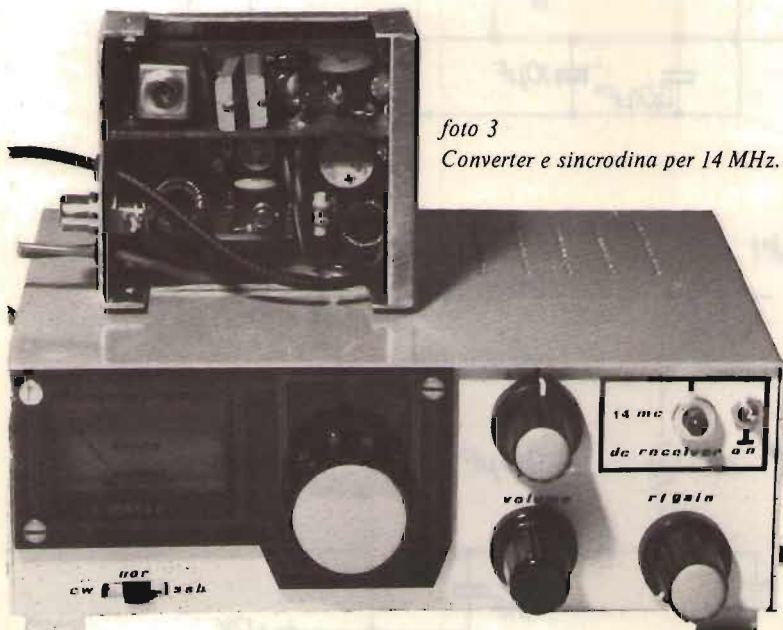 foto 3
Converter e sincrodina per 14 MHz.
14 mc
dc receiver on
volume
rf gain
nor
cw ssb
+